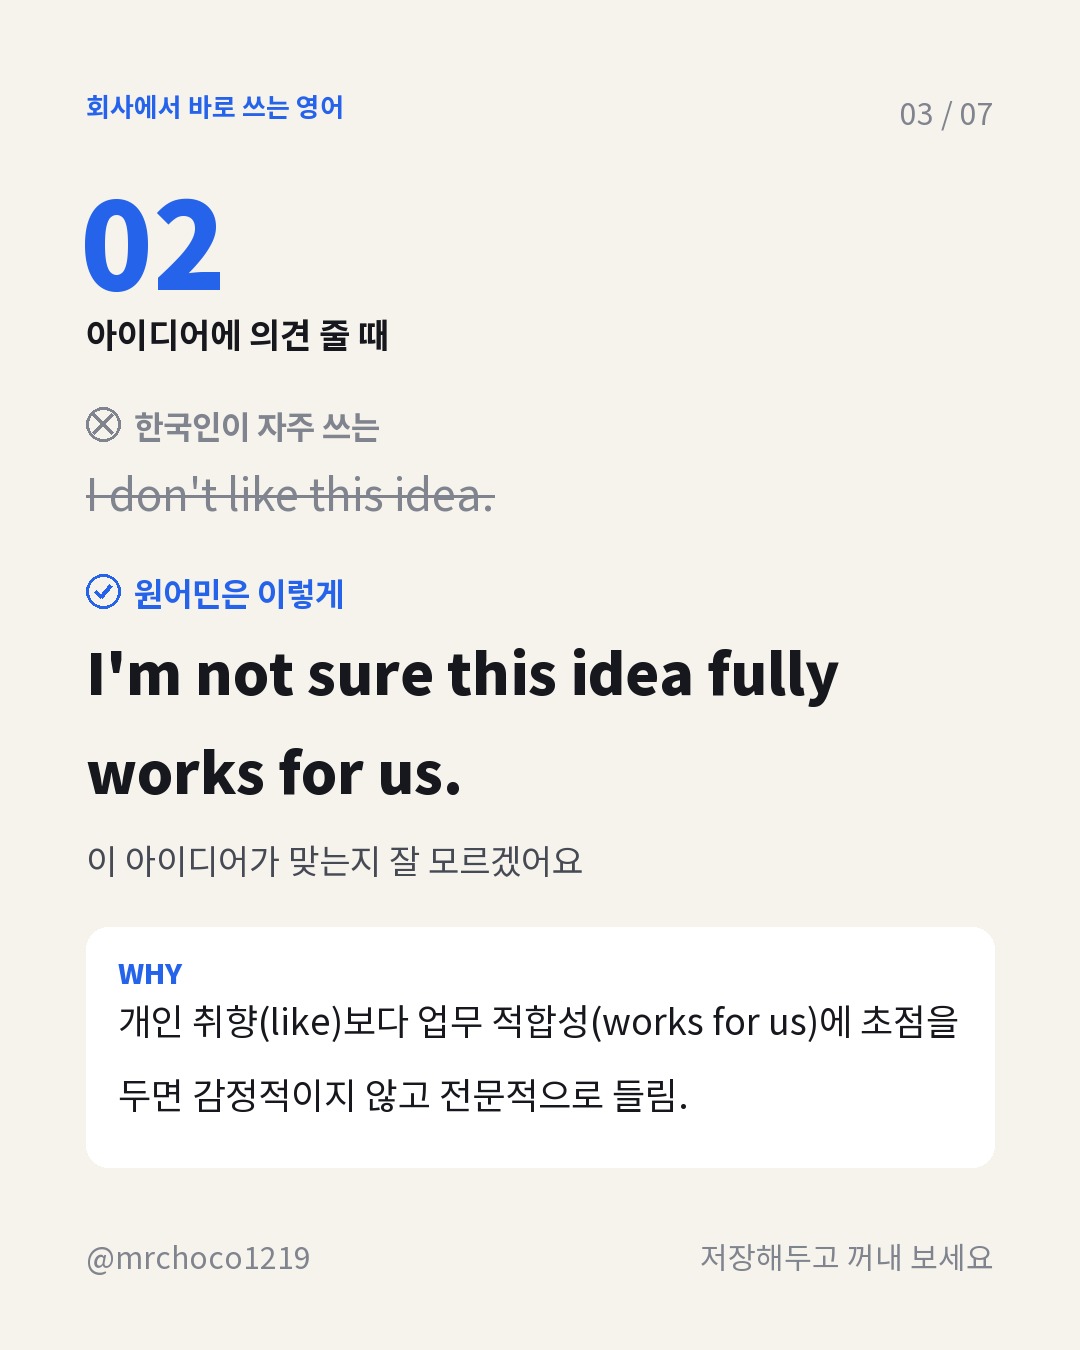 회사에서 바로 쓰는 영어
03 / 07
02
아이디어에 의견 줄 때
한국인이 자주 쓰는
I don't like this idea.
원어민은 이렇게
I'm not sure this idea fully
works for us.
이 아이디어가 맞는지 잘 모르겠어요
WHY
개인 취향(like)보다 업무 적합성(works for us)에 초점을
두면 감정적이지 않고 전문적으로 들림.
@mrchoco1219
저장해두고 꺼내 보세요